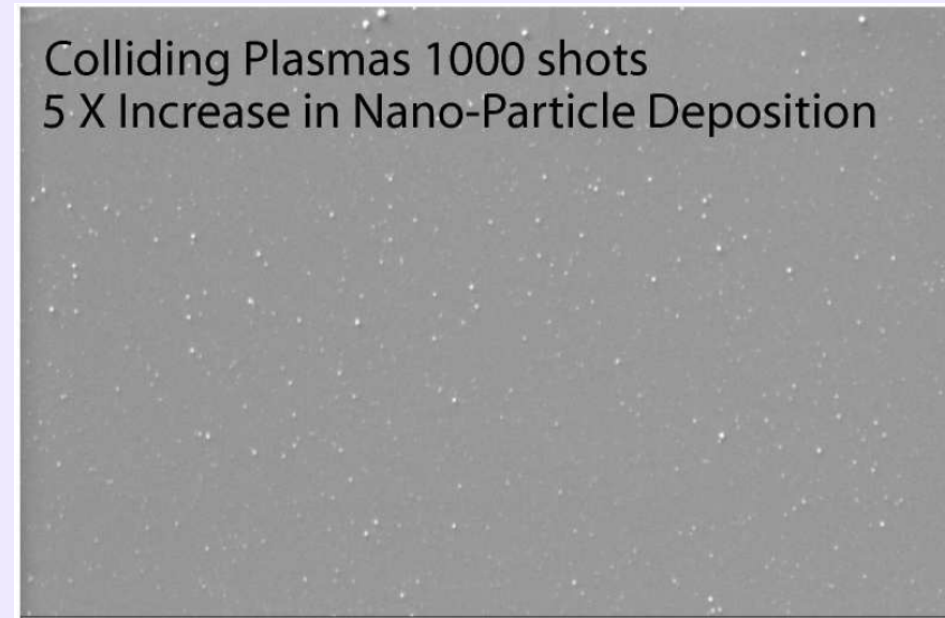 Colliding Plasmas 1000 shots
5 X Increase in Nano-Particle Deposition